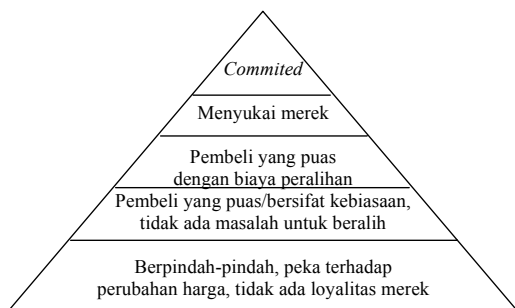 Commited
Menyukai merek
Pembeli yang puas
dengan biaya peralihan
Pembeli yang puas/bersifat kebiasaan,
tidak ada masalah untuk beralih
Berpindah-pindah, peka terhadap
perubahan harga, tidak ada loyalitas merek